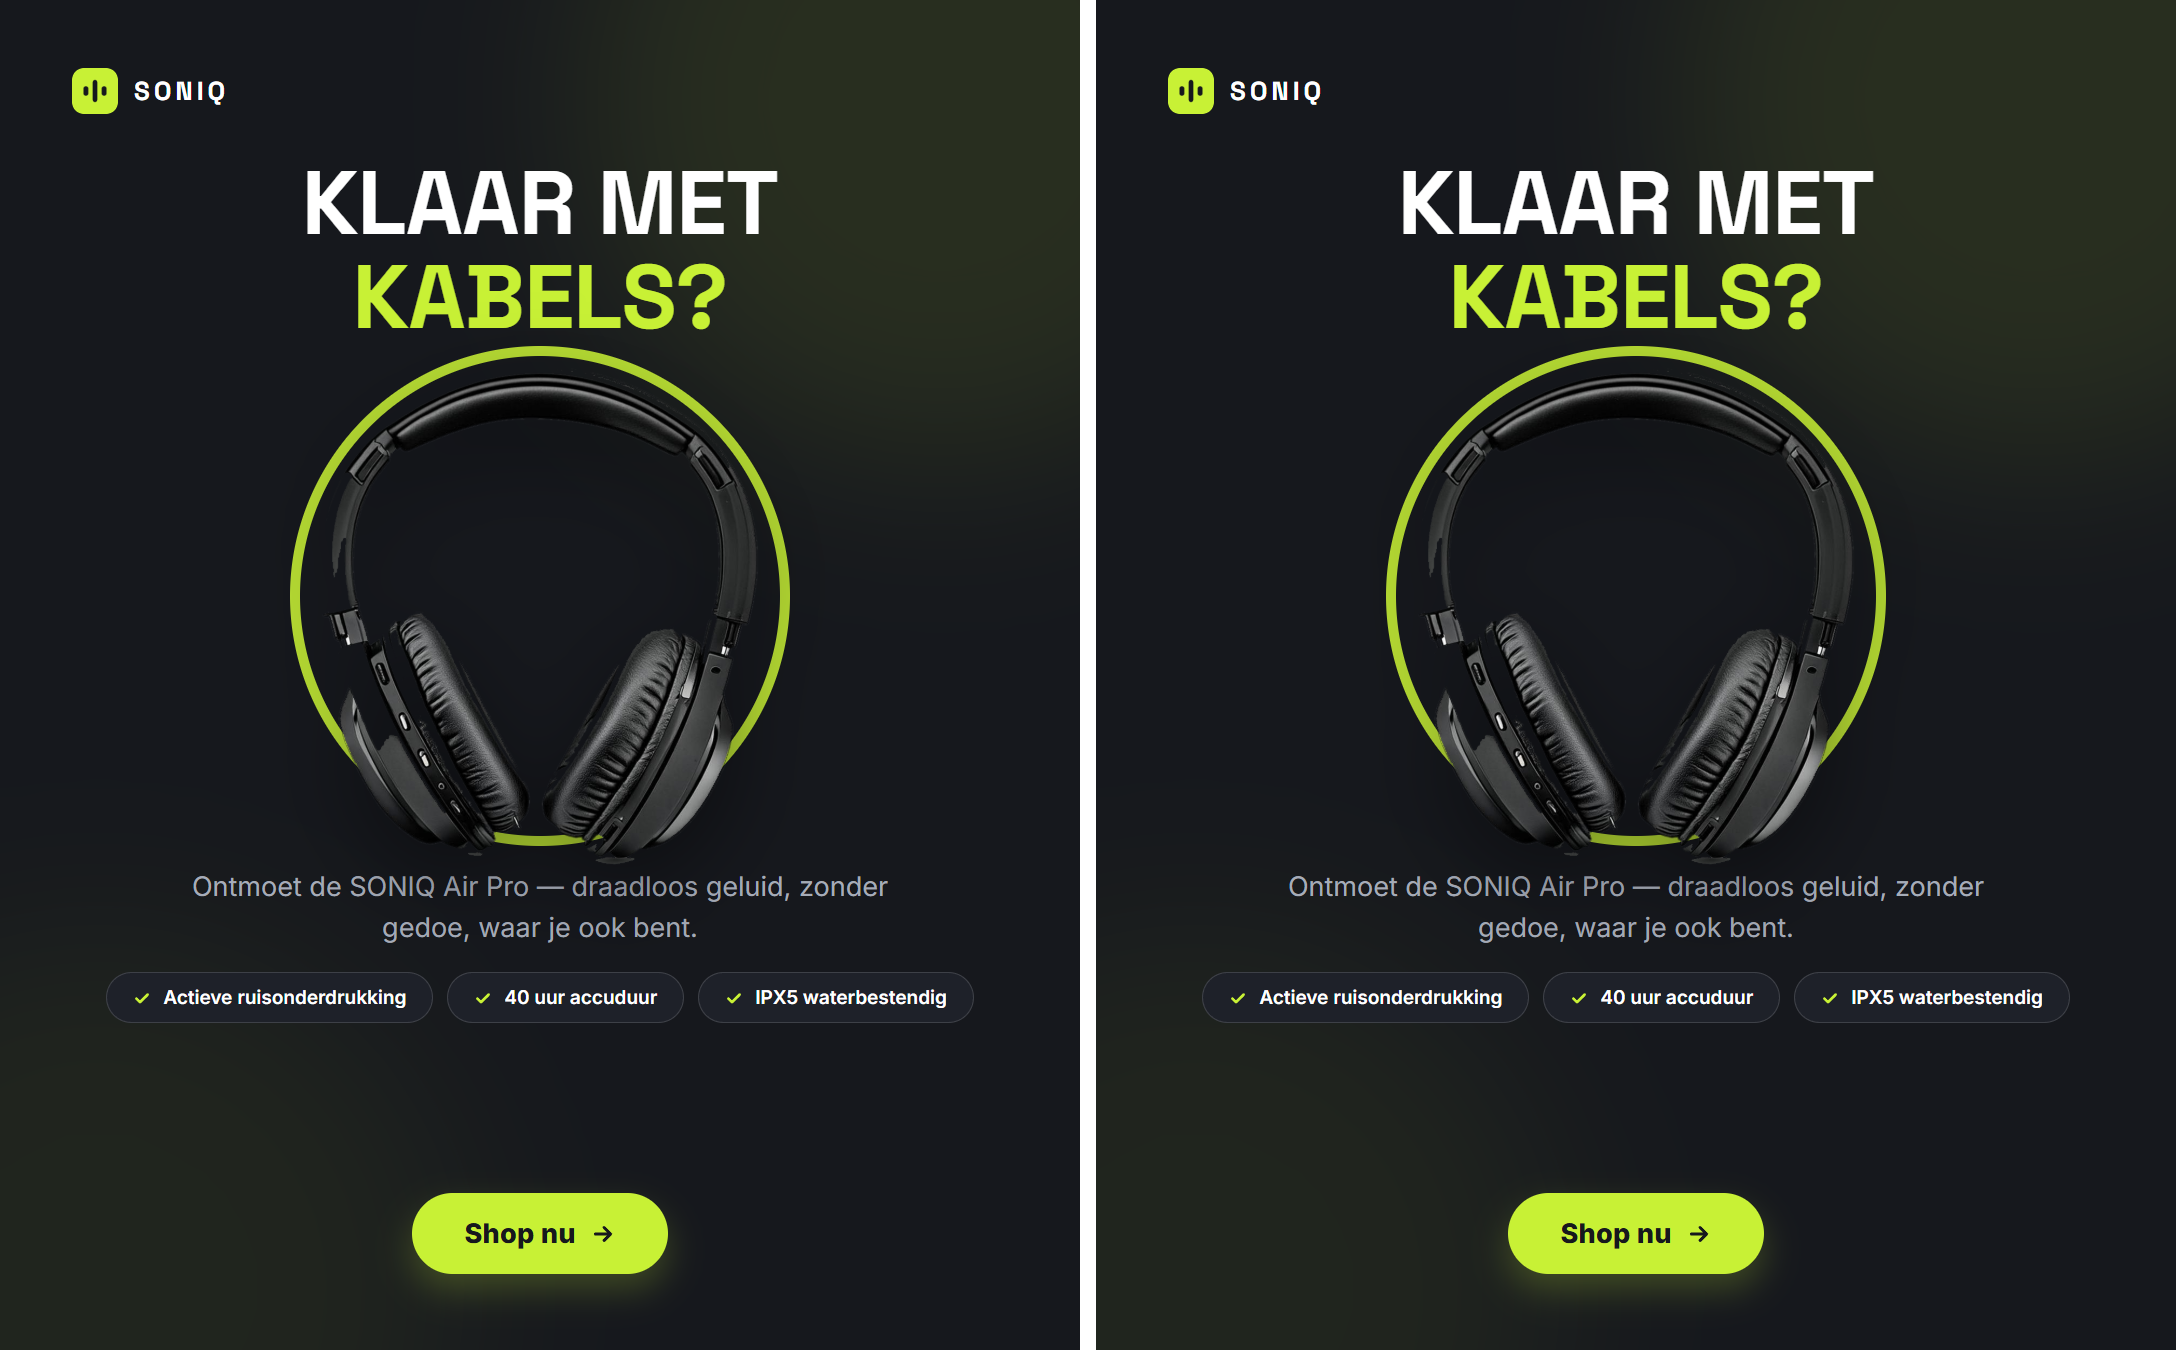 SONIQ
KLAAR MET
KABELS?
Ontmoet de SONIQ Air Pro — draadloos geluid, zonder
gedoe, waar je ook bent.
Actieve ruisonderdrukking
40 uur accuduur
IPX5 waterbestendig
Shop nu →
SONIQ
KLAAR MET
KABELS?
Ontmoet de SONIQ Air Pro — draadloos geluid, zonder
gedoe, waar je ook bent.
Actieve ruisonderdrukking
40 uur accuduur
IPX5 waterbestendig
Shop nu →